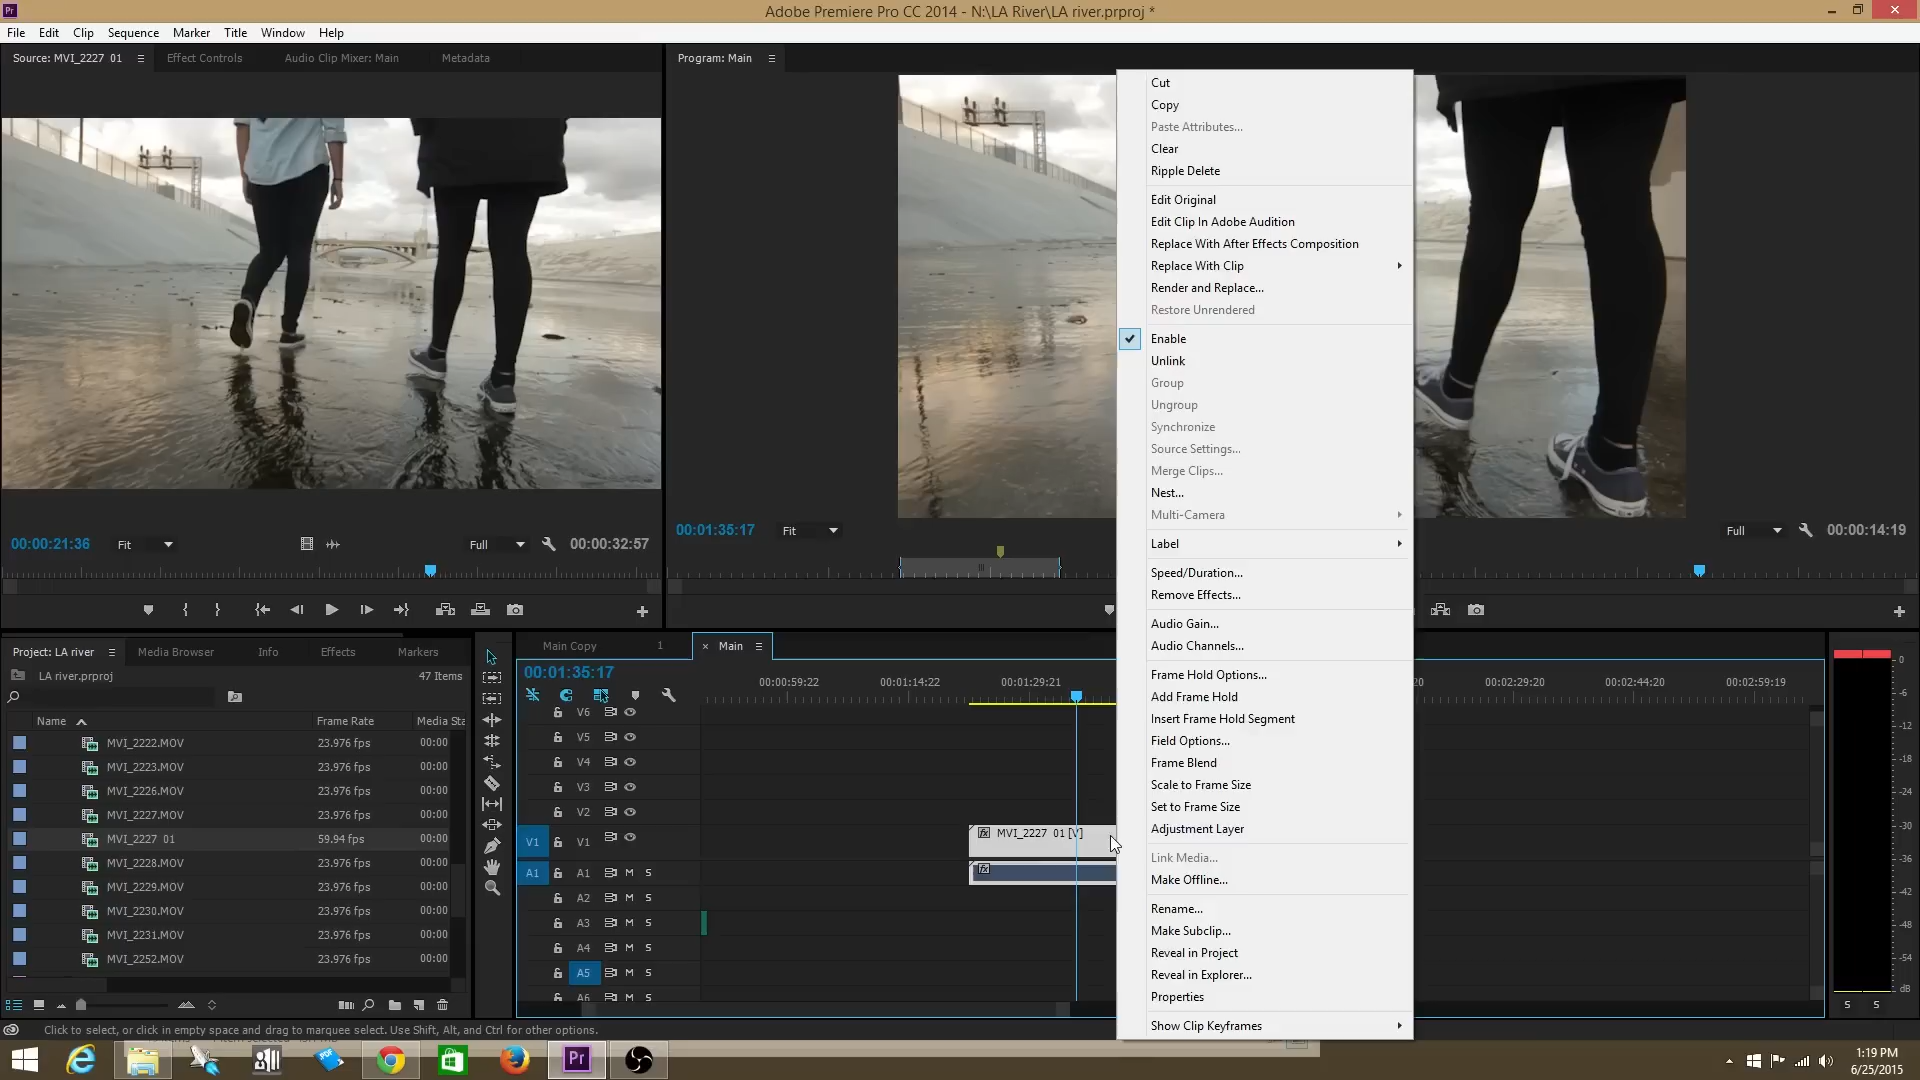 Adobe Premiere Pro CC 2014 - N:\LA River\LA river.prproj *
File Edit Clip Sequence Marker Title Window Help
Source: MVI_2227 01 Effect Controls Audio Clip Mixer: Main Metadata
Program: Main
00:00:21:36 Fit Full 00:00:32:57
00:01:35:17 Fit Full 00:00:14:19
Cut
Copy
Paste Attributes...
Clear
Ripple Delete
Edit Original
Edit Clip In Adobe Audition
Replace With After Effects Composition
Replace With Clip
Render and Replace...
Restore Unrendered
Enable
Unlink
Group
Ungroup
Synchronize
Source Settings...
Merge Clips...
Nest...
Multi-Camera
Label
Speed/Duration...
Remove Effects...
Audio Gain...
Audio Channels...
Frame Hold Options...
Add Frame Hold
Insert Frame Hold Segment
Field Options...
Frame Blend
Scale to Frame Size
Set to Frame Size
Adjustment Layer
Link Media...
Make Offline...
Rename...
Make Subclip...
Reveal in Project
Reveal in Explorer...
Properties
Show Clip Keyframes
Project: LA river Media Browser Info Effects Markers
LA river.prproj 47 Items
Name Frame Rate Media Sta
MVI_2222.MOV 23.976 fps 00:00
MVI_2223.MOV 23.976 fps 00:00
MVI_2226.MOV 23.976 fps 00:00
MVI_2227.MOV 23.976 fps 00:00
MVI_2227 01 59.94 fps 00:00
MVI_2228.MOV 23.976 fps 00:00
MVI_2229.MOV 23.976 fps 00:00
MVI_2230.MOV 23.976 fps 00:00
MVI_2231.MOV 23.976 fps 00:00
MVI_2252.MOV 23.976 fps 00:00
Main Copy 1 × Main
00:01:35:17
00:00:59:22 00:01:14:22 00:01:29:21 20 00:02:29:20 00:02:44:20 00:02:59:19
V6
V5
V4
V3
V2
V1 V1 MVI_2227 01 [V]
A1 A1 M S
A2 M S
A3 M S
A4 M S
A5 M S
A6 M S
0
-12
-18
-24
-30
-36
-42
-48
-54
dB
S S
Click to select, or click in empty space and drag to marquee select. Use Shift, Alt, and Ctrl for other options.
Pr
PDF
1:19 PM
6/25/2015